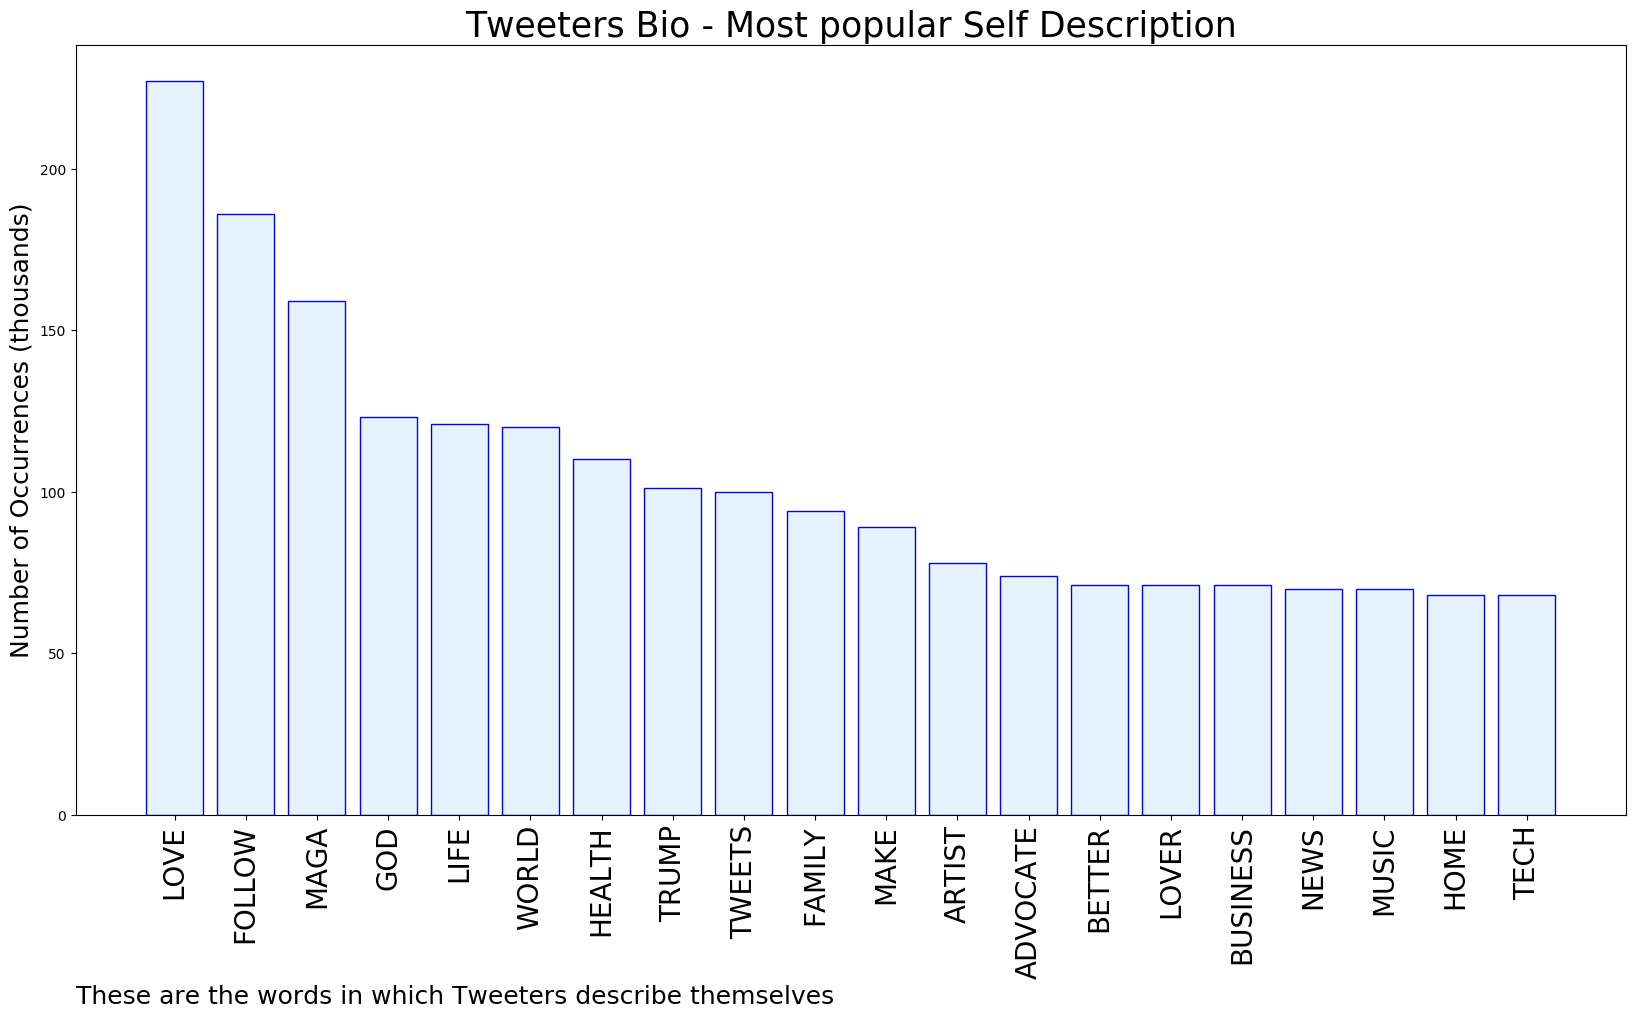 Tweeters Bio - Most popular Self Description
Number of Occurrences (thousands)
200
150
100
50
0
LOVE
FOLLOW
MAGA
GOD
LIFE
WORLD
HEALTH
TRUMP
TWEETS
FAMILY
MAKE
ARTIST
ADVOCATE
BETTER
LOVER
BUSINESS
NEWS
MUSIC
HOME
TECH
These are the words in which Tweeters describe themselves